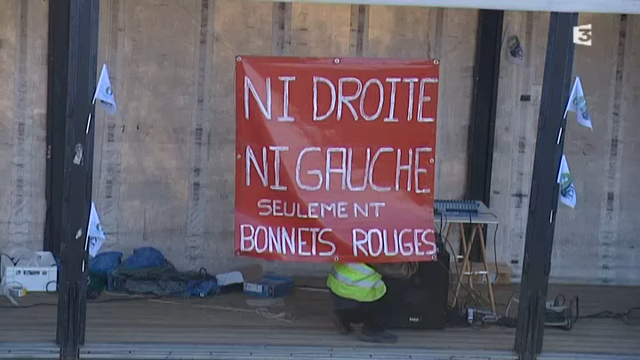 3
NI DROITE
NI GAUCHE
SEULEMENT
BONNETS ROUGES